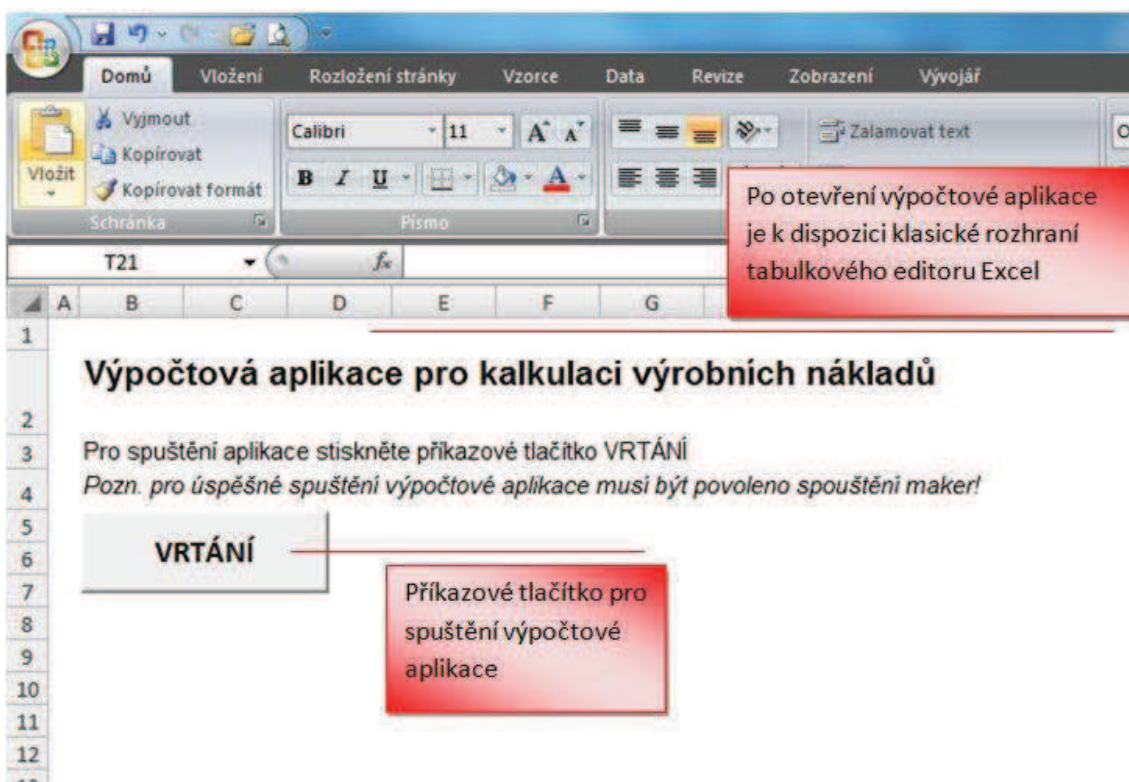 Domů Vložení Rozložení stránky Vzorce Data Revize Zobrazení Vývojář
Vložit
Vyjmout
Kopírovat
Kopírovat formát
Schránka
Calibri 11 A A
B I U A
Písmo
Zalamovat text
Po otevření výpočtové aplikace
je k dispozici klasické rozhraní
tabulkového editoru Excel
T21 fx
A B C D E F G
1
Výpočtová aplikace pro kalkulaci výrobních nákladů
2
3 Pro spuštění aplikace stiskněte příkazové tlačítko VRTÁNÍ
4 Pozn. pro úspěšné spuštění výpočtové aplikace musí být povoleno spouštění maker!
5
6 VRTÁNÍ
7
Příkazové tlačítko pro
spuštění výpočtové
aplikace
8
9
10
11
12